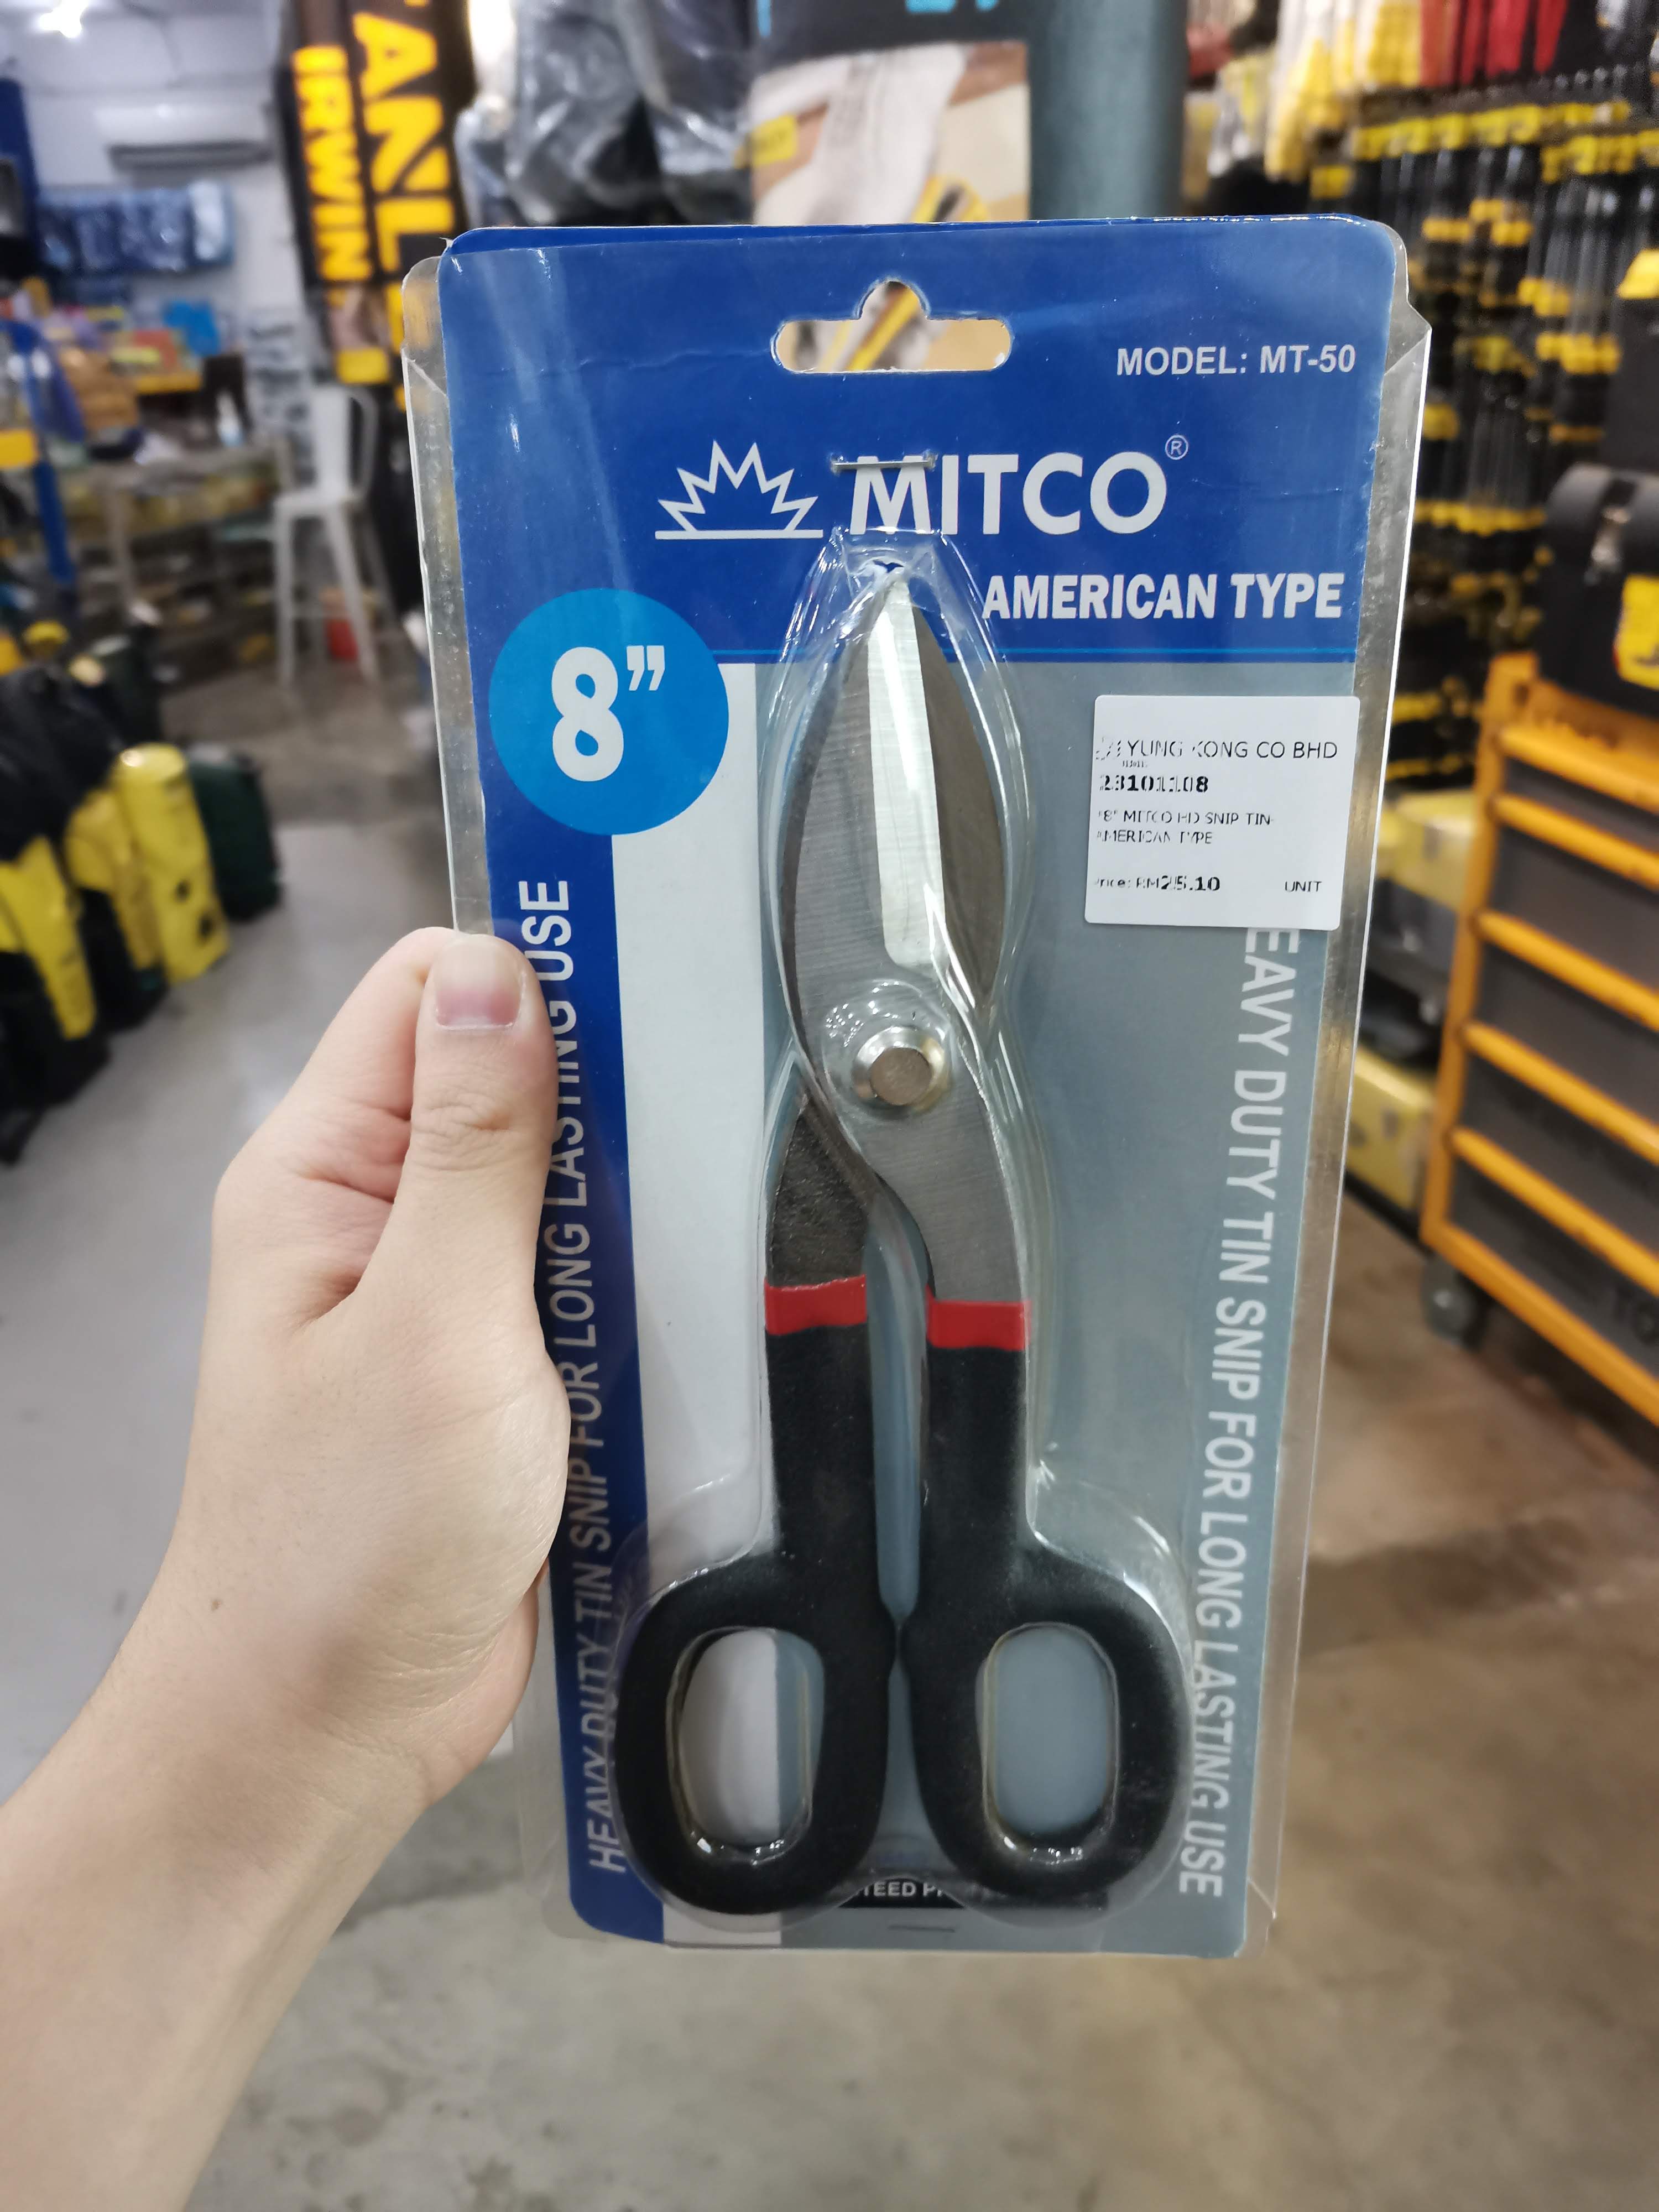 STANL
IRWIN
MODEL: MT-50
MITCO®
AMERICAN TYPE
8”
YUNG KONG CO BHD
23101108
8" MITCO HD SNIP TIN-
AMERICAN TYPE
Price: RM25.10 UNIT
HEAVY DUTY TIN SNIP FOR LONG LASTING USE
EAVY DUTY TIN SNIP FOR LONG LASTING USE